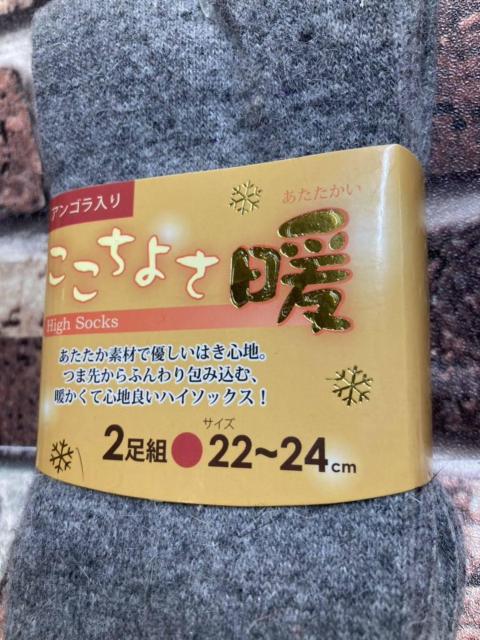 アンゴラ入り
あたたかい
ここちよさ 暖
High Socks
あたたか素材で優しいはき心地。
つま先からふんわり包み込む、
暖かくて心地良いハイソックス！
サイズ
2足組●22〜24cm